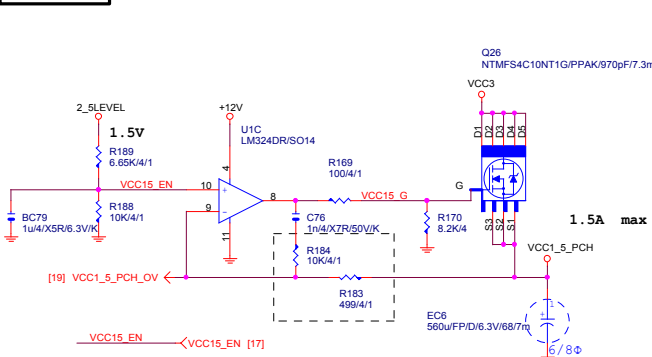 Q26
NTMFS4C10NT1G/PPAK/970pF/7.3m
VCC3
2_5LEVEL
+12V
1.5V
U1C
LM324DR/SO14
D1
D2
D3
D4
D5
R189
6.65K/4/1
4
R169
100/4/1
VCC15_EN
10
+
8
VCC15_G
G
9
-
BC79
1u/4/X5R/6.3V/K
R188
10K/4/1
11
C76
1n/4/X7R/50V/K
R170
8.2K/4
S3
S2
S1
1.5A max
VCC1_5_PCH
R184
10K/4/1
[19] VCC1_5_PCH_OV
R183
499/4/1
EC6
560u/FP/D/6.3V/68/7m
1
+
6/8Φ
VCC15_EN
VCC15_EN [17]